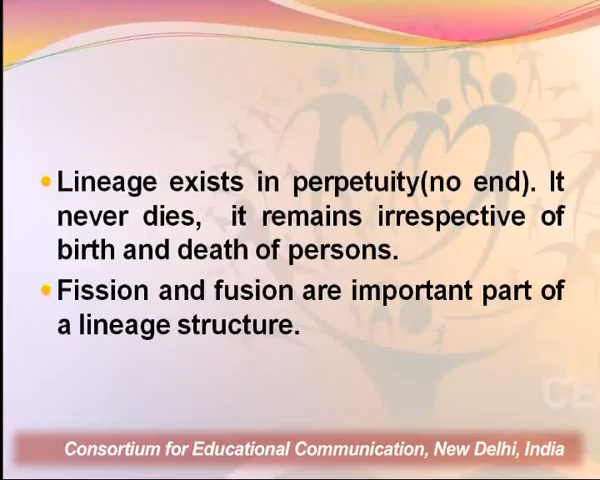 Lineage exists in perpetuity(no end). It
never dies, it remains irrespective of
birth and death of persons.
Fission and fusion are important part of
a lineage structure.
CE
Consortium for Educational Communication, New Delhi, India